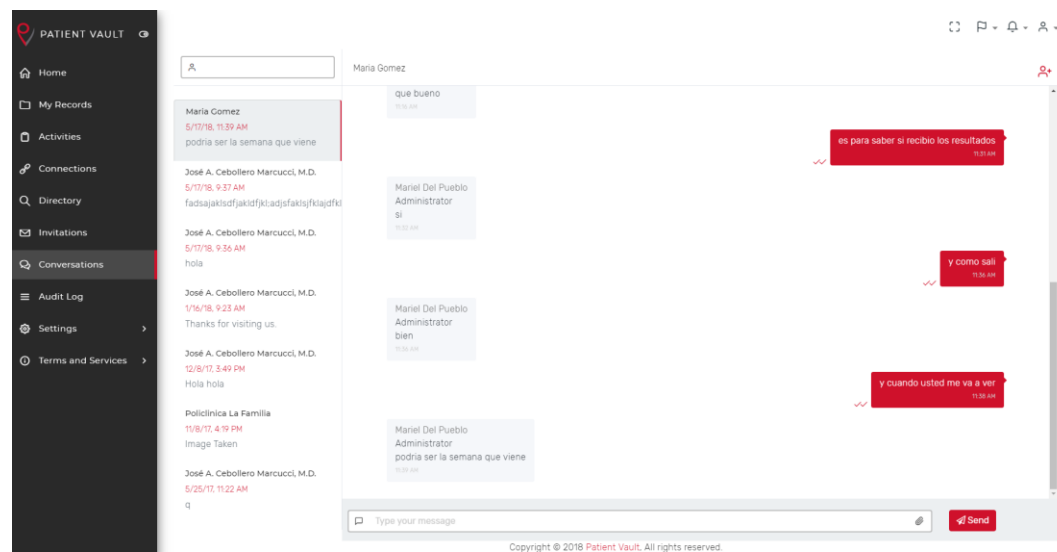 PATIENT VAULT
Home
My Records
Activities
Connections
Directory
Invitations
Conversations
Audit Log
Settings
Terms and Services
Maria Gomez
5/17/18, 11:39 AM
podria ser la semana que viene
José A. Cebollero Marcucci, M.D.
5/17/18, 9:37 AM
José A. Cebollero Marcucci, M.D.
5/17/18, 9:36 AM
hola
José A. Cebollero Marcucci, M.D.
1/16/18, 9:23 AM
Thanks for visiting us.
José A. Cebollero Marcucci, M.D.
12/8/17, 3:49 PM
Hola hola
Policlinica La Familia
11/8/17, 4:19 PM
Image Taken
José A. Cebollero Marcucci, M.D.
5/25/17, 11:22 AM
q
Maria Gomez
que bueno
es para saber si recibio los resultados
11:31 AM
Mariel Del Pueblo
Administrator
si
y como sali
11:36 AM
Mariel Del Pueblo
Administrator
bien
11:36 AM
y cuando usted me va a ver
11:38 AM
Mariel Del Pueblo
Administrator
podria ser la semana que viene
Type your message
Send
Copyright © 2018 Patient Vault. All rights reserved.